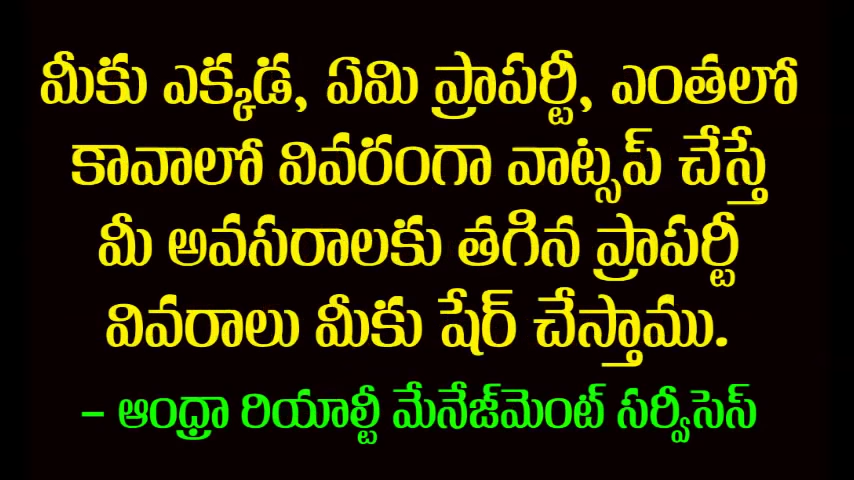 మీకు ఎక్కడ, ఏమి ప్రాపర్టీ, ఎంతలో
కావాలో వివరంగా వాట్సప్ చేస్తే
మీ అవసరాలకు తగిన ప్రాపర్టీ
వివరాలు మీకు షేర్ చేస్తాము.
– ఆంధ్రా రియాల్టీ మేనేజ్‌మెంట్ సర్వీసెస్